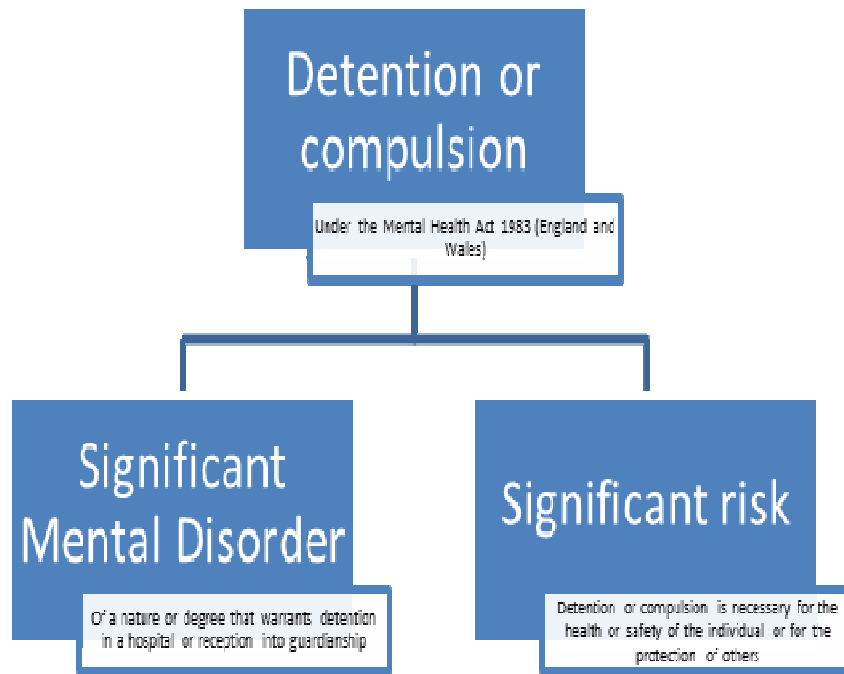 Detention or
compulsion
Under the Mental Health Act 1983 (England and
Wales)
Significant
Mental Disorder
Of a nature or degree that warrants detention
in a hospital or reception into guardianship
Significant risk
Detention or compulsion is necessary for the
health or safety of the individual or for the
protection of others